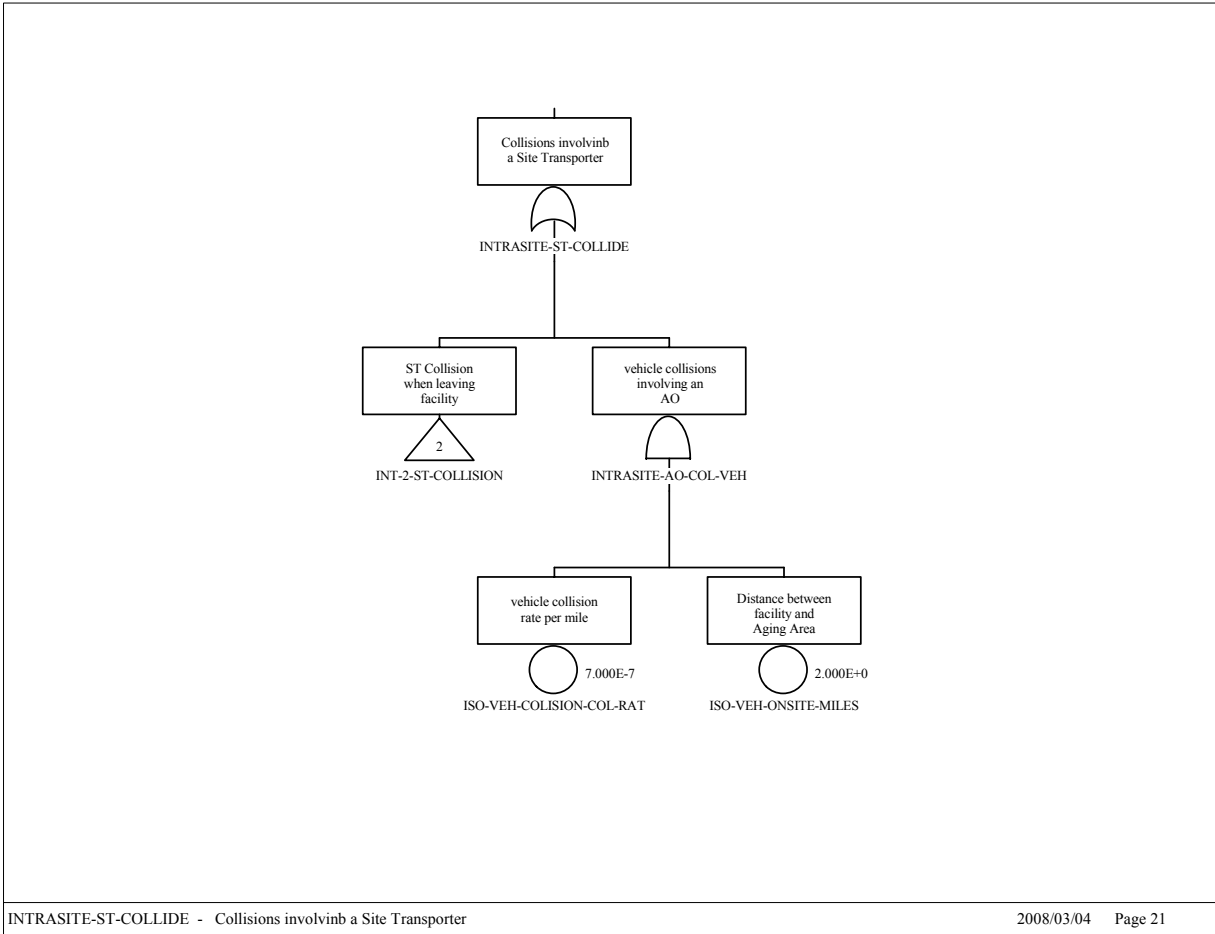 Collisions involvinb
a Site Transporter
INTRASITE-ST-COLLIDE
ST Collision
when leaving
facility
2
INT-2-ST-COLLISION
vehicle collisions
involving an
AO
INTRASITE-AO-COL-VEH
vehicle collision
rate per mile
7.000E-7
ISO-VEH-COLISION-COL-RAT
Distance between
facility and
Aging Area
2.000E+0
ISO-VEH-ONSITE-MILES
INTRASITE-ST-COLLIDE - Collisions involvinb a Site Transporter
2008/03/04 Page 21